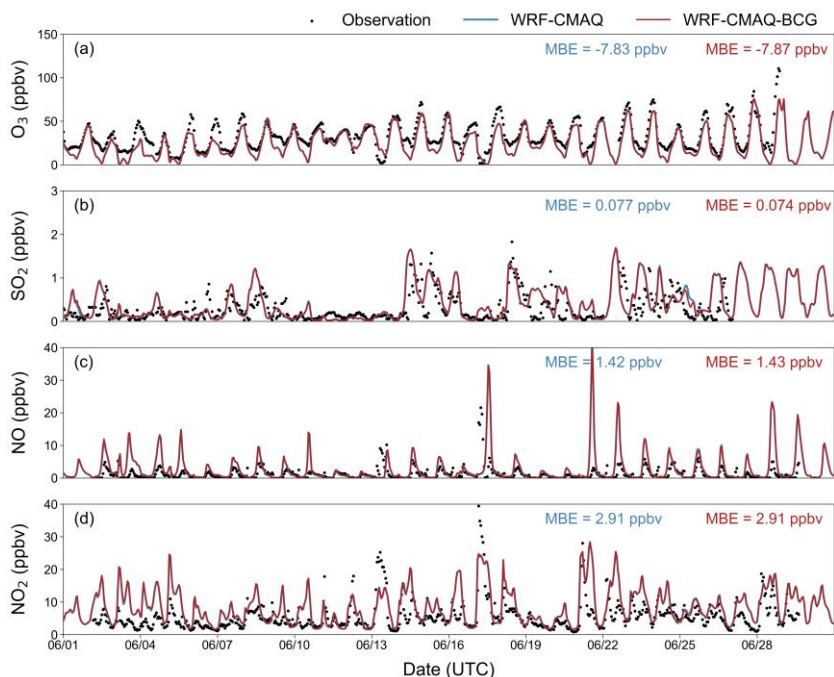 Observation WRF-CMAQ WRF-CMAQ-BCG
(a) MBE = -7.83 ppbv MBE = -7.87 ppbv
O3 (ppbv)
150
100
50
0
(b) MBE = 0.077 ppbv MBE = 0.074 ppbv
SO2 (ppbv)
3
2
1
0
(c) MBE = 1.42 ppbv MBE = 1.43 ppbv
NO (ppbv)
40
30
20
10
0
(d) MBE = 2.91 ppbv MBE = 2.91 ppbv
NO2 (ppbv)
40
30
20
10
0
06/01 06/04 06/07 06/10 06/13 06/16 06/19 06/22 06/25 06/28
Date (UTC)